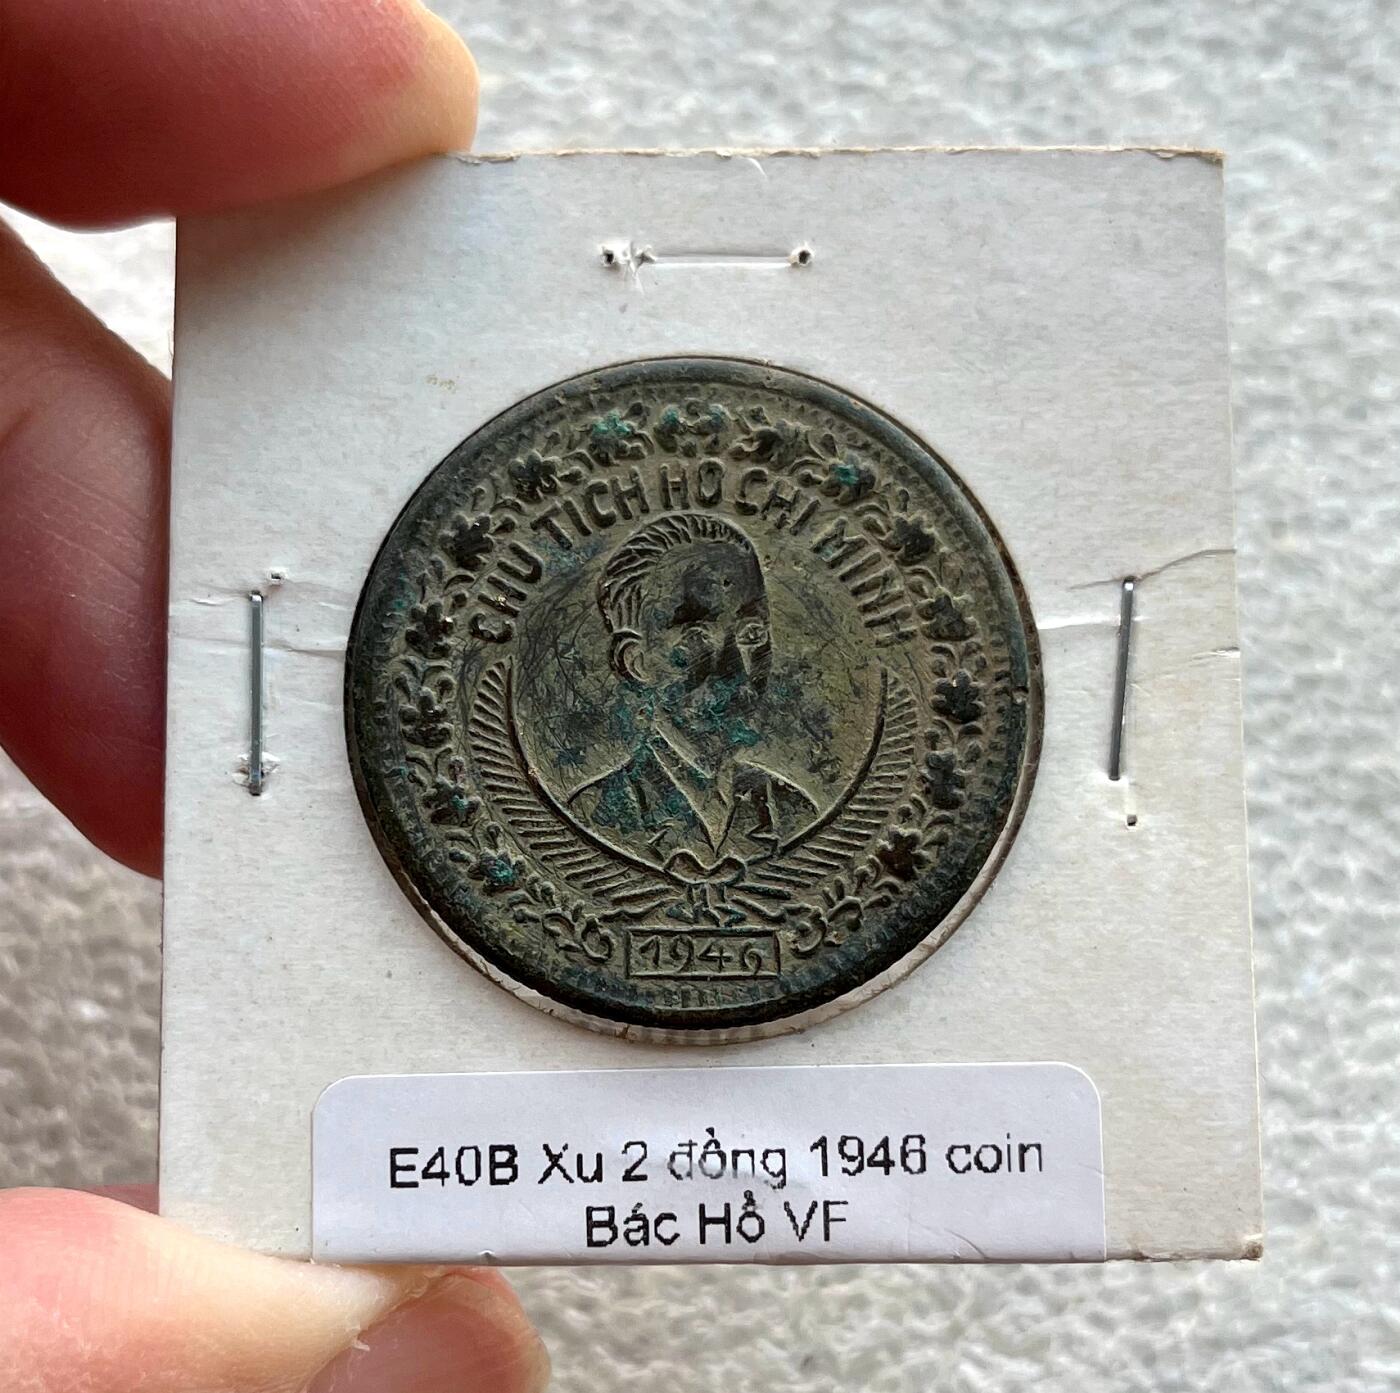 CHU TICH HO CHI MINH
1946
E40B Xu 2 đồng 1946 coin
Bác Hồ VF